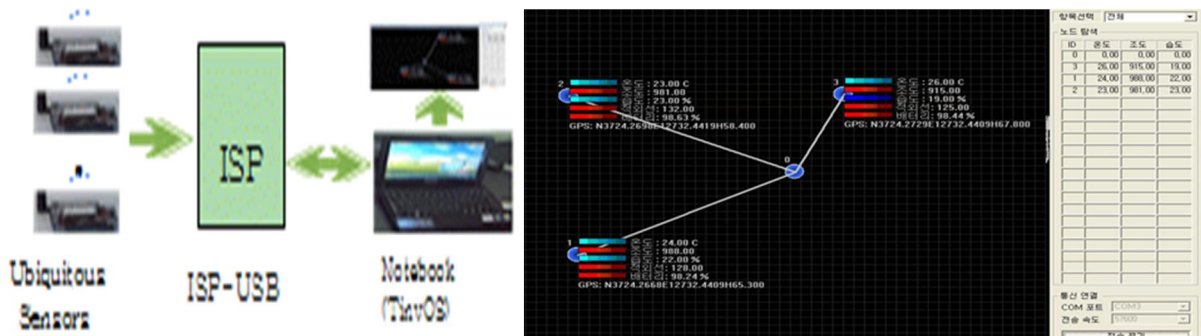 Ubiquitous
Sensors
ISP
ISP-USB
Notebook
(TinyOS)
2
: 23.00 C
: 981.00
: 23.00 %
: 132.00
: 98.63 %
GPS: N3724.2698E12732.4419H58.400
3
: 26.00 C
: 915.00
: 19.00 %
: 125.00
: 98.44 %
GPS: N3724.2729E12732.4409H67.800
0
1
: 24.00 C
: 988.00
: 22.00 %
: 128.00
: 98.24 %
GPS: N3724.2668E12732.4409H65.300
항목선택 전체
노드 탐색
ID 온도 조도 습도
0 0,00 0,00 0,00
3 26,00 915,00 19,00
1 24,00 988,00 22,00
2 23,00 981,00 23,00
통신 연결
COM 포트 COM3
전송 속도 57600